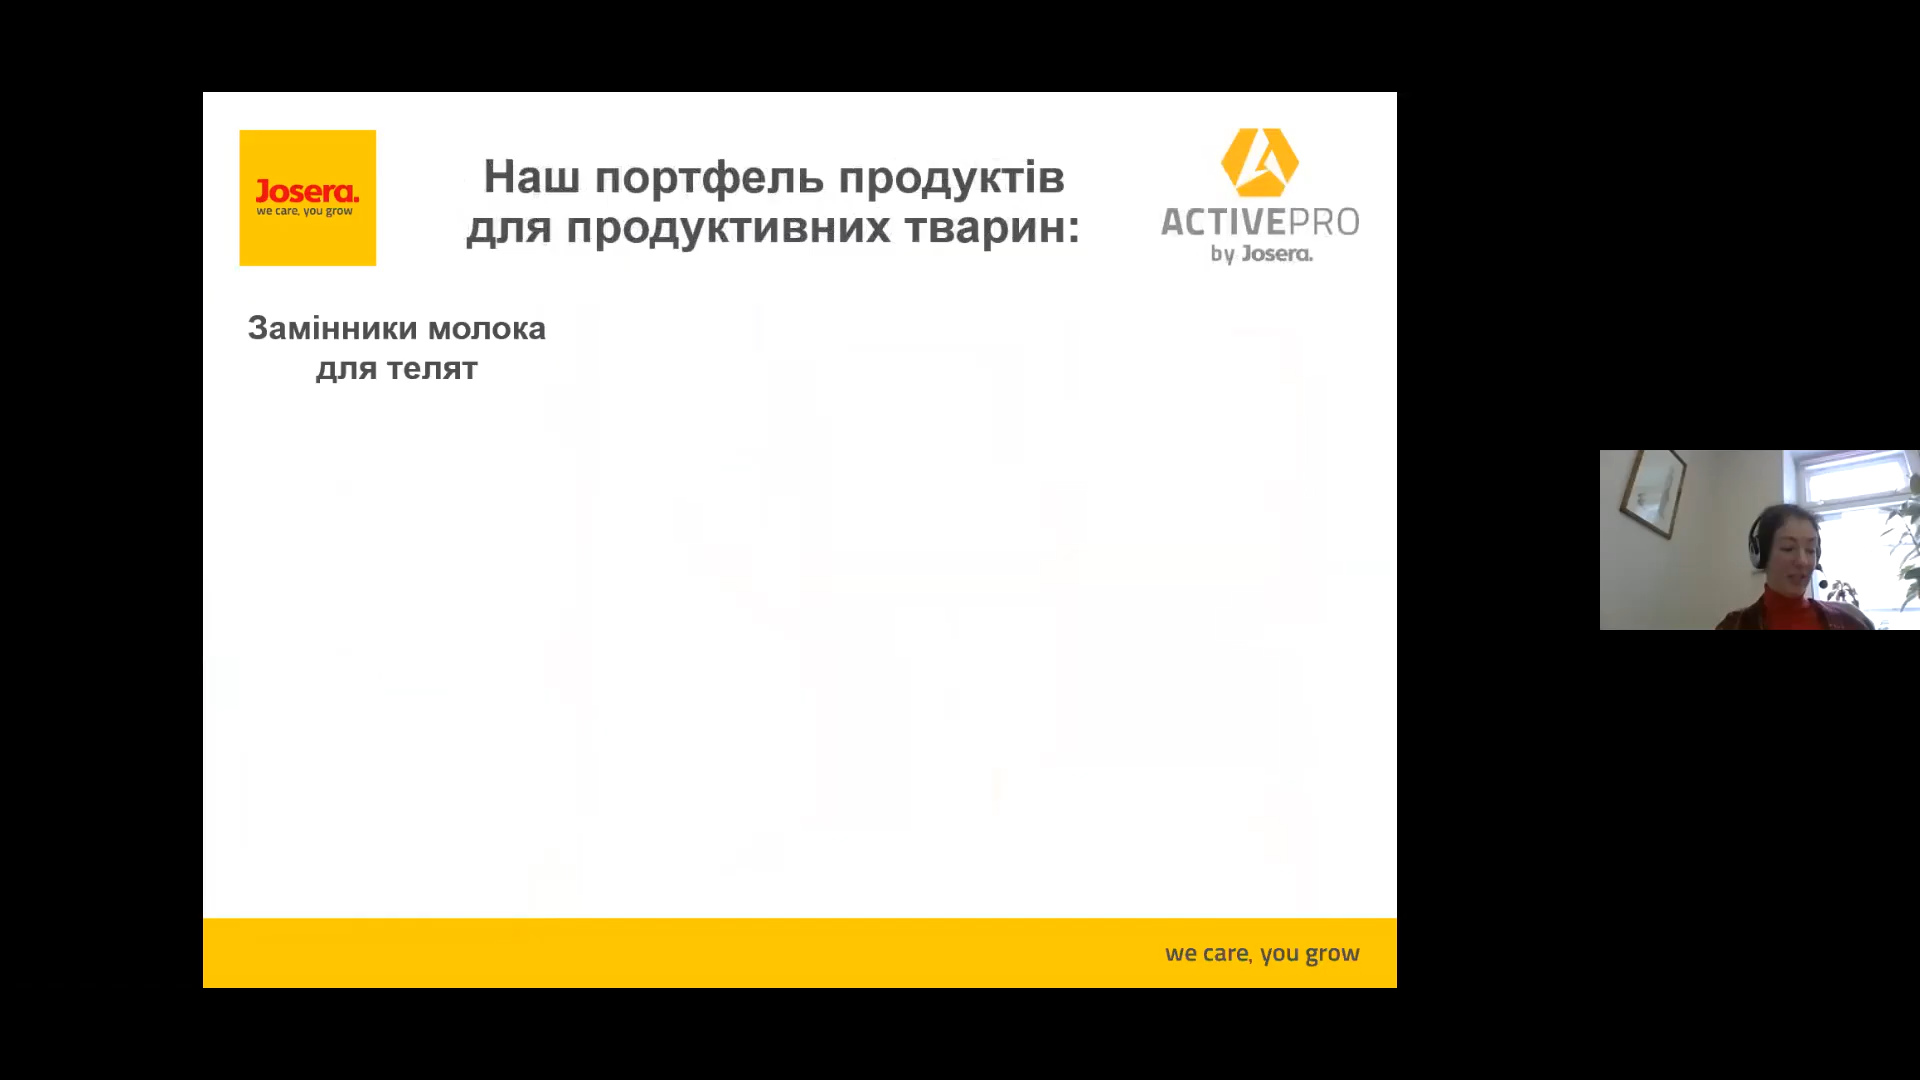 Josera.
we care, you grow
Наш портфель продуктів
для продуктивних тварин:
ACTIVEPRO
by Josera.
Замінники молока
для телят
we care, you grow